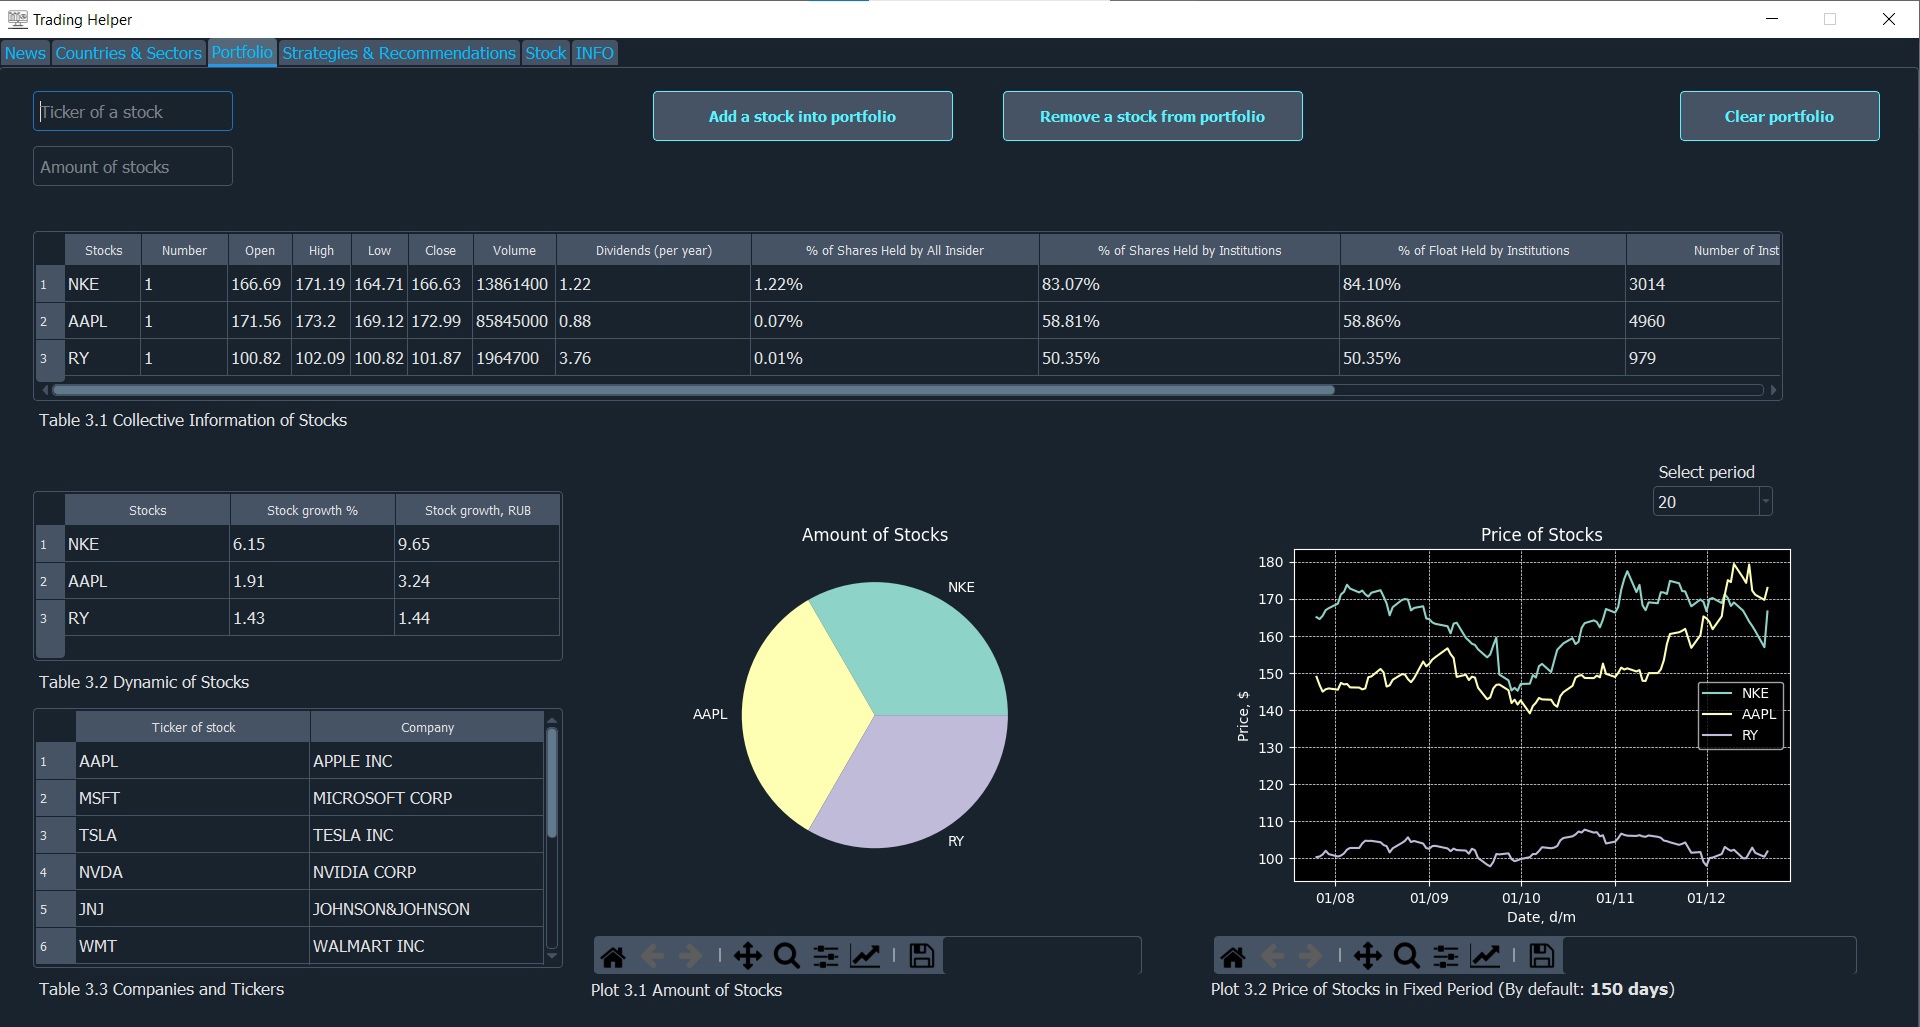 Trading Helper
News Countries & Sectors Portfolio Strategies & Recommendations Stock INFO
Ticker of a stock
Add a stock into portfolio
Remove a stock from portfolio
Clear portfolio
Amount of stocks
Stocks Number Open High Low Close Volume Dividends (per year) % of Shares Held by All Insider % of Shares Held by Institutions % of Float Held by Institutions Number of Inst
1 NKE 1 166.69 171.19 164.71 166.63 13861400 1.22 1.22% 83.07% 84.10% 3014
2 AAPL 1 171.56 173.2 169.12 172.99 85845000 0.88 0.07% 58.81% 58.86% 4960
3 RY 1 100.82 102.09 100.82 101.87 1964700 3.76 0.01% 50.35% 50.35% 979
Table 3.1 Collective Information of Stocks
Select period
20
Stocks Stock growth % Stock growth, RUB
1 NKE 6.15 9.65
2 AAPL 1.91 3.24
3 RY 1.43 1.44
Table 3.2 Dynamic of Stocks
Ticker of stock Company
1 AAPL APPLE INC
2 MSFT MICROSOFT CORP
3 TSLA TESLA INC
4 NVDA NVIDIA CORP
5 JNJ JOHNSON&JOHNSON
6 WMT WALMART INC
Table 3.3 Companies and Tickers
Amount of Stocks
NKE
AAPL
RY
Plot 3.1 Amount of Stocks
Price of Stocks
180
170
160
150
140
130
120
110
100
Price, $
NKE
AAPL
RY
01/08 01/09 01/10 01/11 01/12
Date, d/m
Plot 3.2 Price of Stocks in Fixed Period (By default: 150 days)